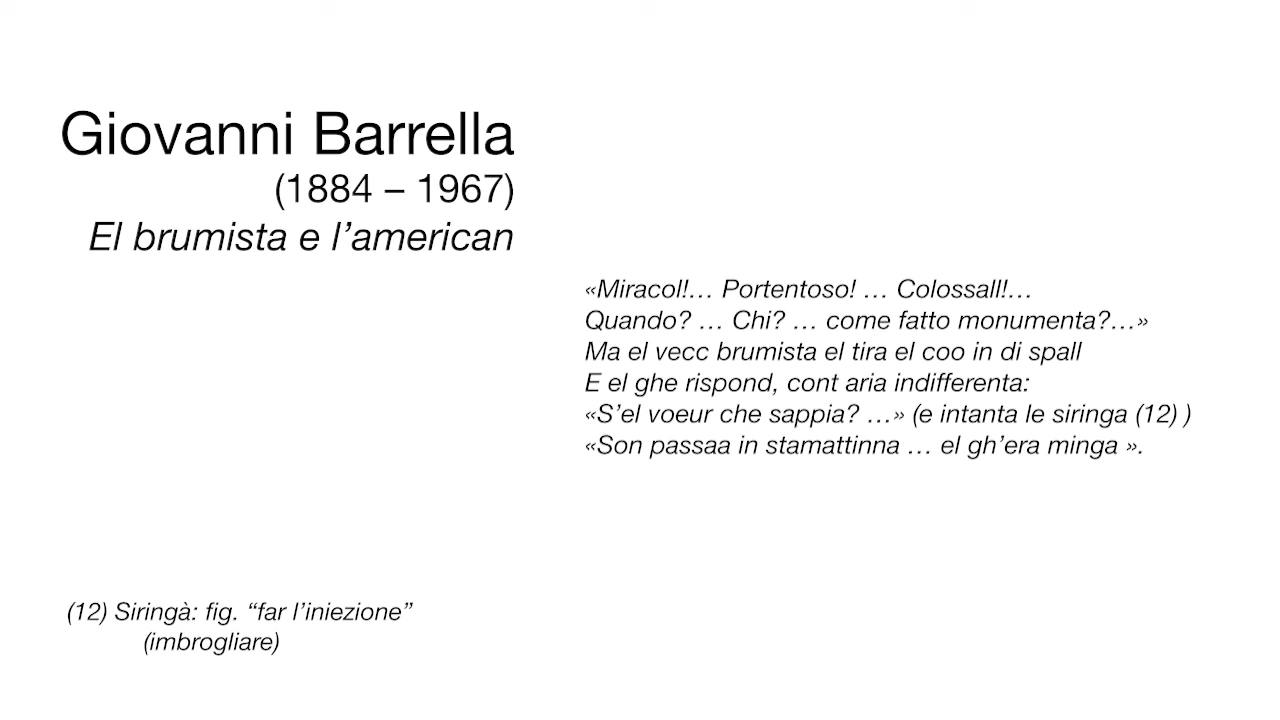 Giovanni Barrella
(1884 – 1967)
El brumista e l’american
«Miracol!… Portentoso! … Colossall!…
Quando? … Chi? … come fatto monumenta?…»
Ma el vecc brumista el tira el coo in di spall
E el ghe rispond, cont aria indifferenta:
«S’el voeur che sappia? …» (e intanta le siringa (12) )
«Son passaa in stamattinna … el gh’era minga ».
(12) Siringà: fig. “far l’iniezione”
(imbrogliare)